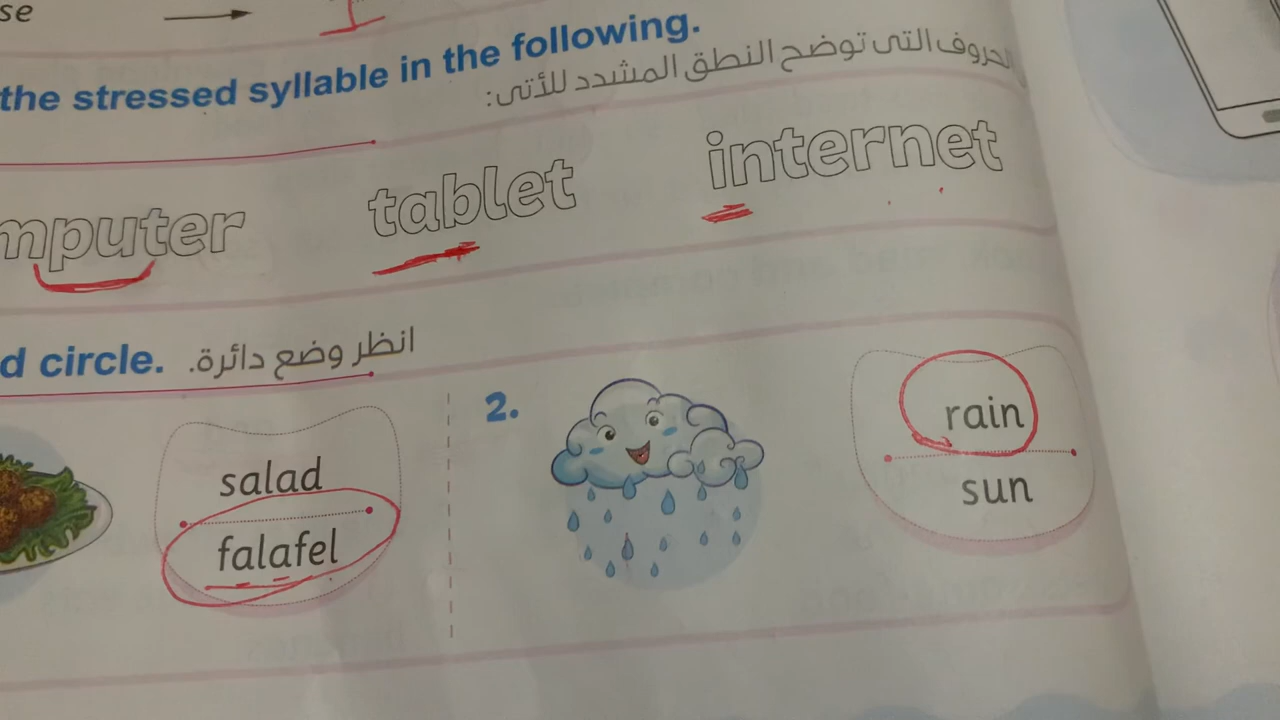 se
the stressed syllable in the following.
الحروف التى توضح النطق المشدد للأتى:
mputer tablet internet
d circle. انظر وضع دائرة.
salad
falafel
2.
rain
sun